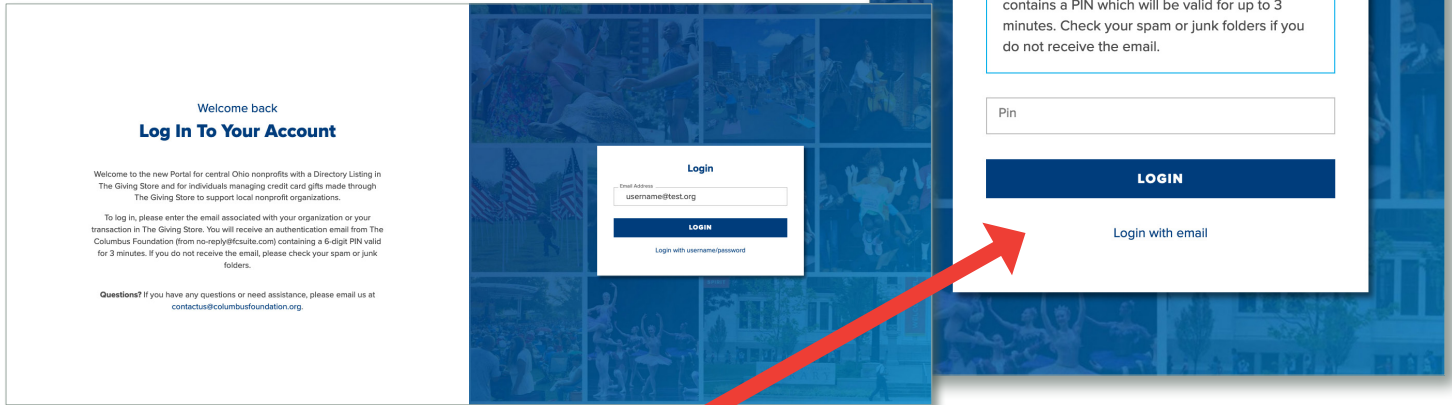 Welcome back
Log In To Your Account
Welcome to the new Portal for central Ohio nonprofits with a Directory Listing in
The Giving Store and for individuals managing credit card gifts made through
The Giving Store to support local nonprofit organizations.
To log in, please enter the email associated with your organization or your
transaction in The Giving Store. You will receive an authentication email from The
Columbus Foundation (from no-reply@fcsuite.com) containing a 6-digit PIN valid
for 3 minutes. If you do not receive the email, please check your spam or junk
folders.
Questions? If you have any questions or need assistance, please email us at
contactus@columbusfoundation.org.
Login
Email Address
username@test.org
LOGIN
Login with username/password
contains a PIN which will be valid for up to 3
minutes. Check your spam or junk folders if you
do not receive the email.
Pin
LOGIN
Login with email